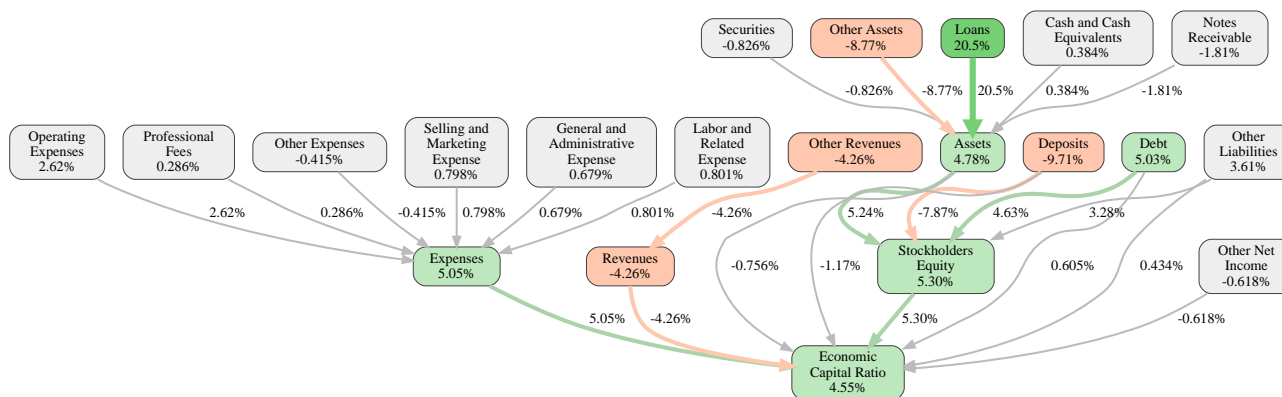 Securities
-0.826%
Other Assets
-8.77%
Loans
20.5%
Cash and Cash
Equivalents
0.384%
Notes
Receivable
-1.81%
-0.826%
-8.77%
20.5%
0.384%
-1.81%
Operating
Expenses
2.62%
Professional
Fees
0.286%
Other Expenses
-0.415%
Selling and
Marketing
Expense
0.798%
General and
Administrative
Expense
0.679%
Labor and
Related
Expense
0.801%
Other Revenues
-4.26%
Assets
4.78%
Deposits
-9.71%
Debt
5.03%
Other
Liabilities
3.61%
2.62%
0.286%
-0.415%
0.798%
0.679%
0.801%
-4.26%
5.24%
-7.87%
4.63%
3.28%
Expenses
5.05%
Revenues
-4.26%
-0.756%
-1.17%
Stockholders
Equity
5.30%
0.605%
0.434%
Other Net
Income
-0.618%
5.05%
-4.26%
5.30%
-0.618%
Economic
Capital Ratio
4.55%